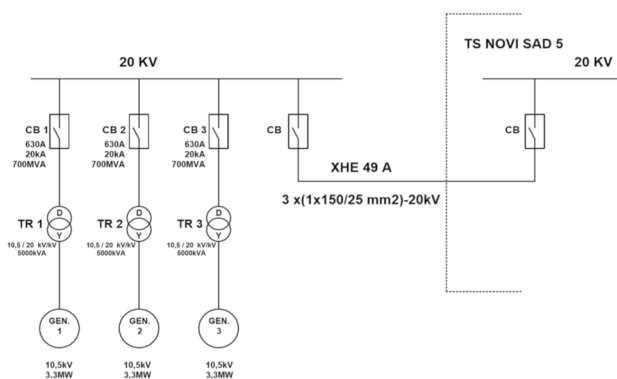 TS NOVI SAD 5
20 KV
20 KV
CB 1
630A
20kA
700MVA
CB 2
630A
20kA
700MVA
CB 3
630A
20kA
700MVA
CB
CB
XHE 49 A
3 x(1x150/25 mm2)-20kV
TR 1
D
Y
10,5 / 20 kV/kV
5000kVA
TR 2
D
Y
10,5 / 20 kV/kV
5000kVA
TR 3
D
Y
10,5 / 20 kV/kV
5000kVA
GEN.
1
GEN.
2
GEN.
3
10,5kV
3,3MW
10,5kV
3,3MW
10,5kV
3,3MW